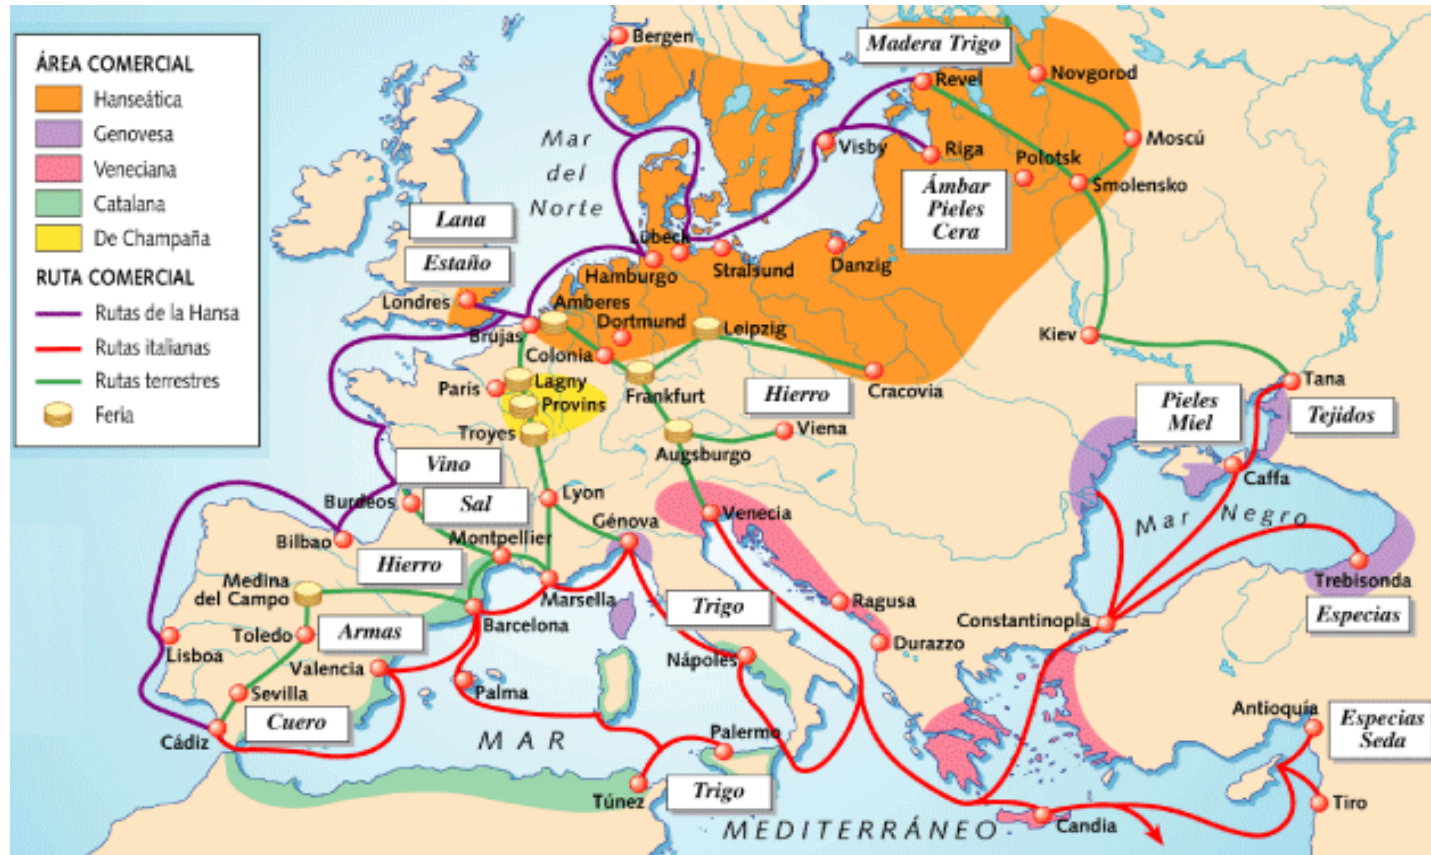 ÁREA COMERCIAL
Hanseática
Genovesa
Veneciana
Catalana
De Champaña
RUTA COMERCIAL
Rutas de la Hansa
Rutas italianas
Rutas terrestres
Feria
Bergen
Madera Trigo
Revel
Novgorod
Mar
del
Norte
Visby
Riga
Moscú
Polotsk
Smolensko
Ámbar
Pieles
Cera
Lana
Estaño
Lübeck
Hamburgo
Stralsund
Danzig
Londres
Amberes
Brujas
Dortmund
Leipzig
Colonia
Kiev
París
Lagny
Provins
Frankfurt
Cracovia
Tana
Hierro
Pieles
Miel
Tejidos
Troyes
Augsburgo
Viena
Vino
Sal
Burdeos
Lyon
Caffa
Génova
Venecia
Mar Negro
Bilbao
Montpellier
Hierro
Trebisonda
Especias
Medina
del Campo
Marsella
Trigo
Ragusa
Barcelona
Constantinopla
Toledo
Armas
Durazzo
Lisboa
Valencia
Nápoles
Sevilla
Palma
Cuero
Cádiz
MAR
Palermo
Antioquía
Especias
Seda
Túnez
Trigo
Tiro
MEDITERRÁNEO
Candia